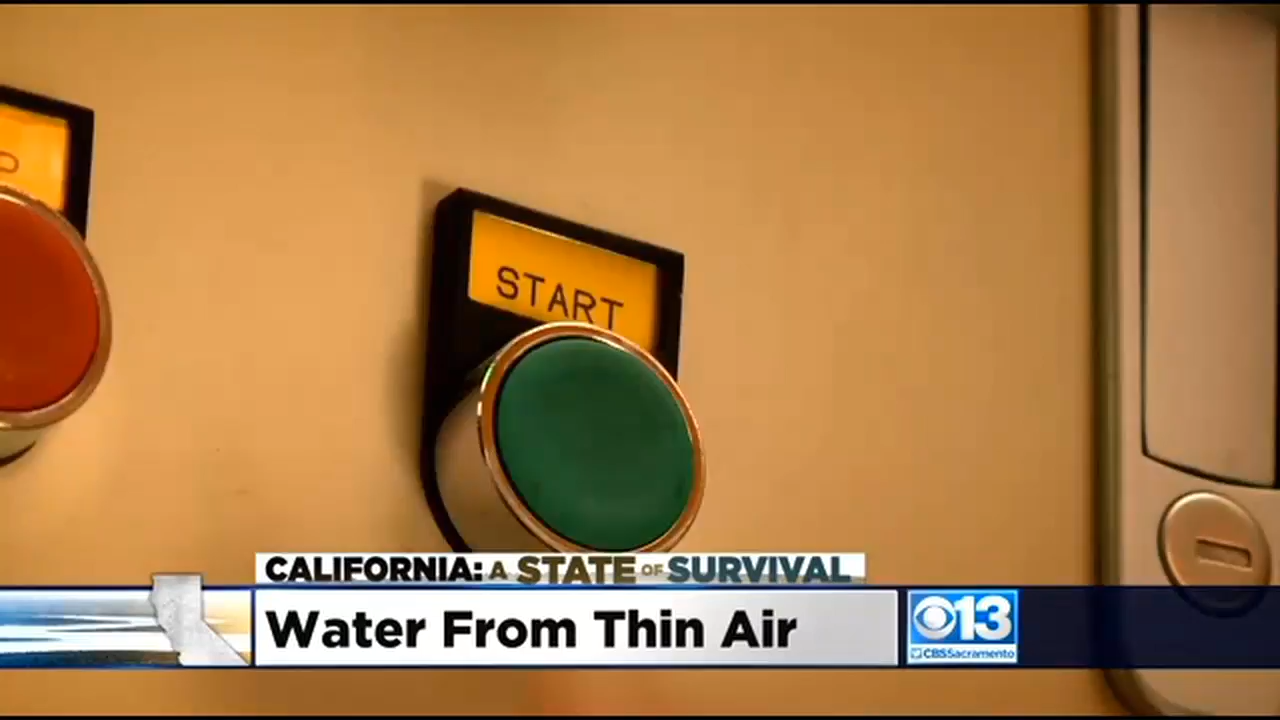 START
CALIFORNIA: A STATE OF SURVIVAL
Water From Thin Air
13
CBS Sacramento